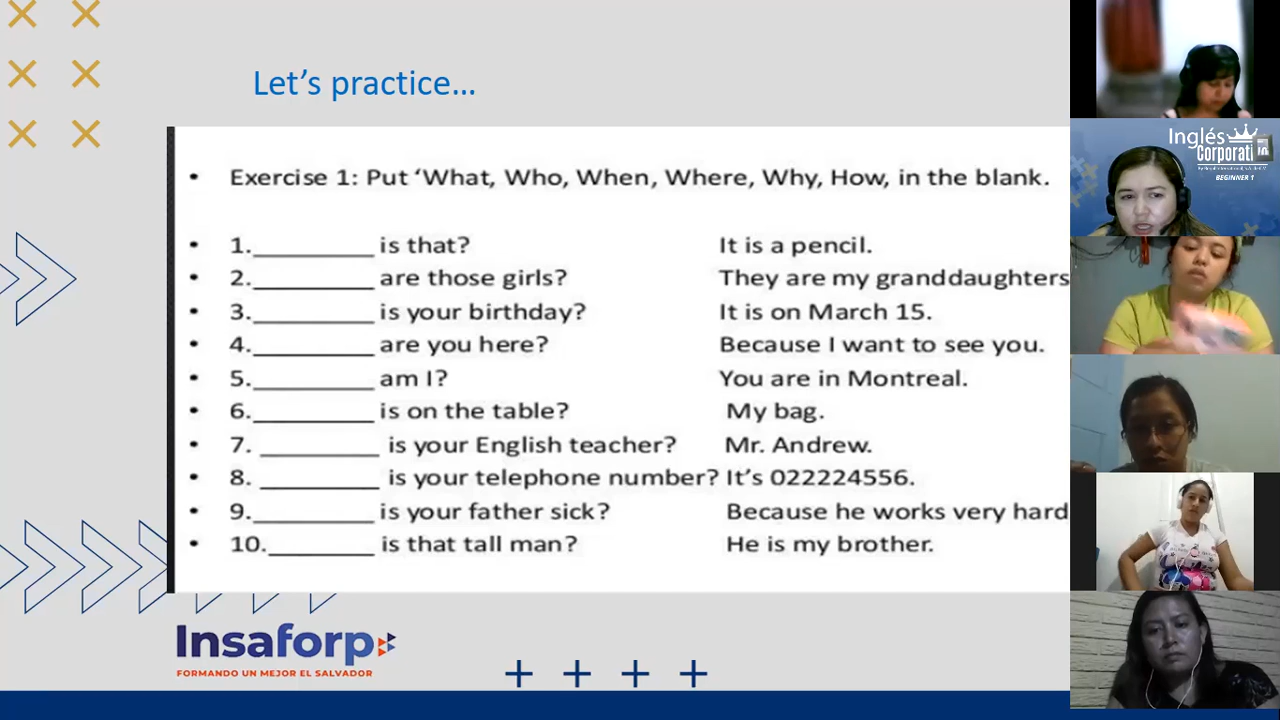 Let's practice...
• Exercise 1: Put ‘What, Who, When, Where, Why, How, in the blank.
• 1.__________ is that? It is a pencil.
• 2.__________ are those girls? They are my granddaughters
• 3.__________ is your birthday? It is on March 15.
• 4.__________ are you here? Because I want to see you.
• 5.__________ am I? You are in Montreal.
• 6.__________ is on the table? My bag.
• 7. __________ is your English teacher? Mr. Andrew.
• 8. __________ is your telephone number? It's 022224556.
• 9.__________ is your father sick? Because he works very hard
• 10._________ is that tall man? He is my brother.
Insaforp
FORMANDO UN MEJOR EL SALVADOR
Inglés
Corporati
BEGINNER 1